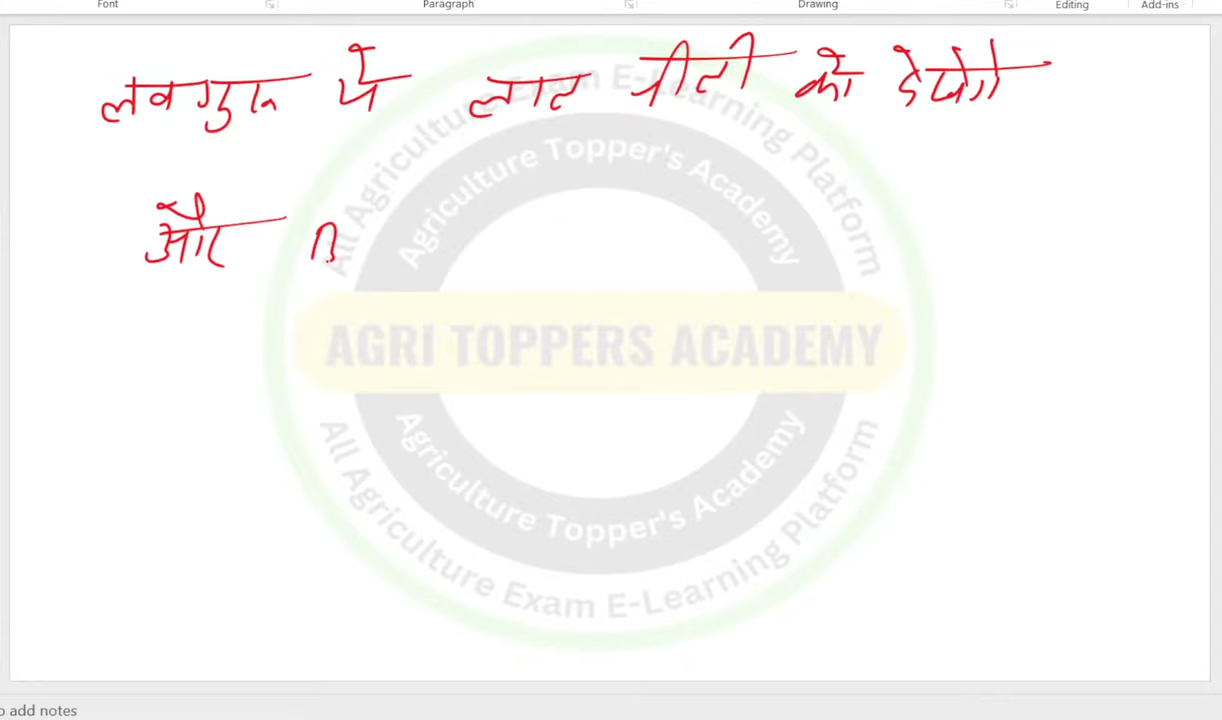 Font Paragraph Drawing Editing Add-ins
लवगुन में लाल नीली को देखोगे
और B
All Agriculture Exam E-Learning Platform
Agriculture Topper's Academy
AGRI TOPPERS ACADEMY
Agriculture Topper's Academy
All Agriculture Exam E-Learning Platform
o add notes